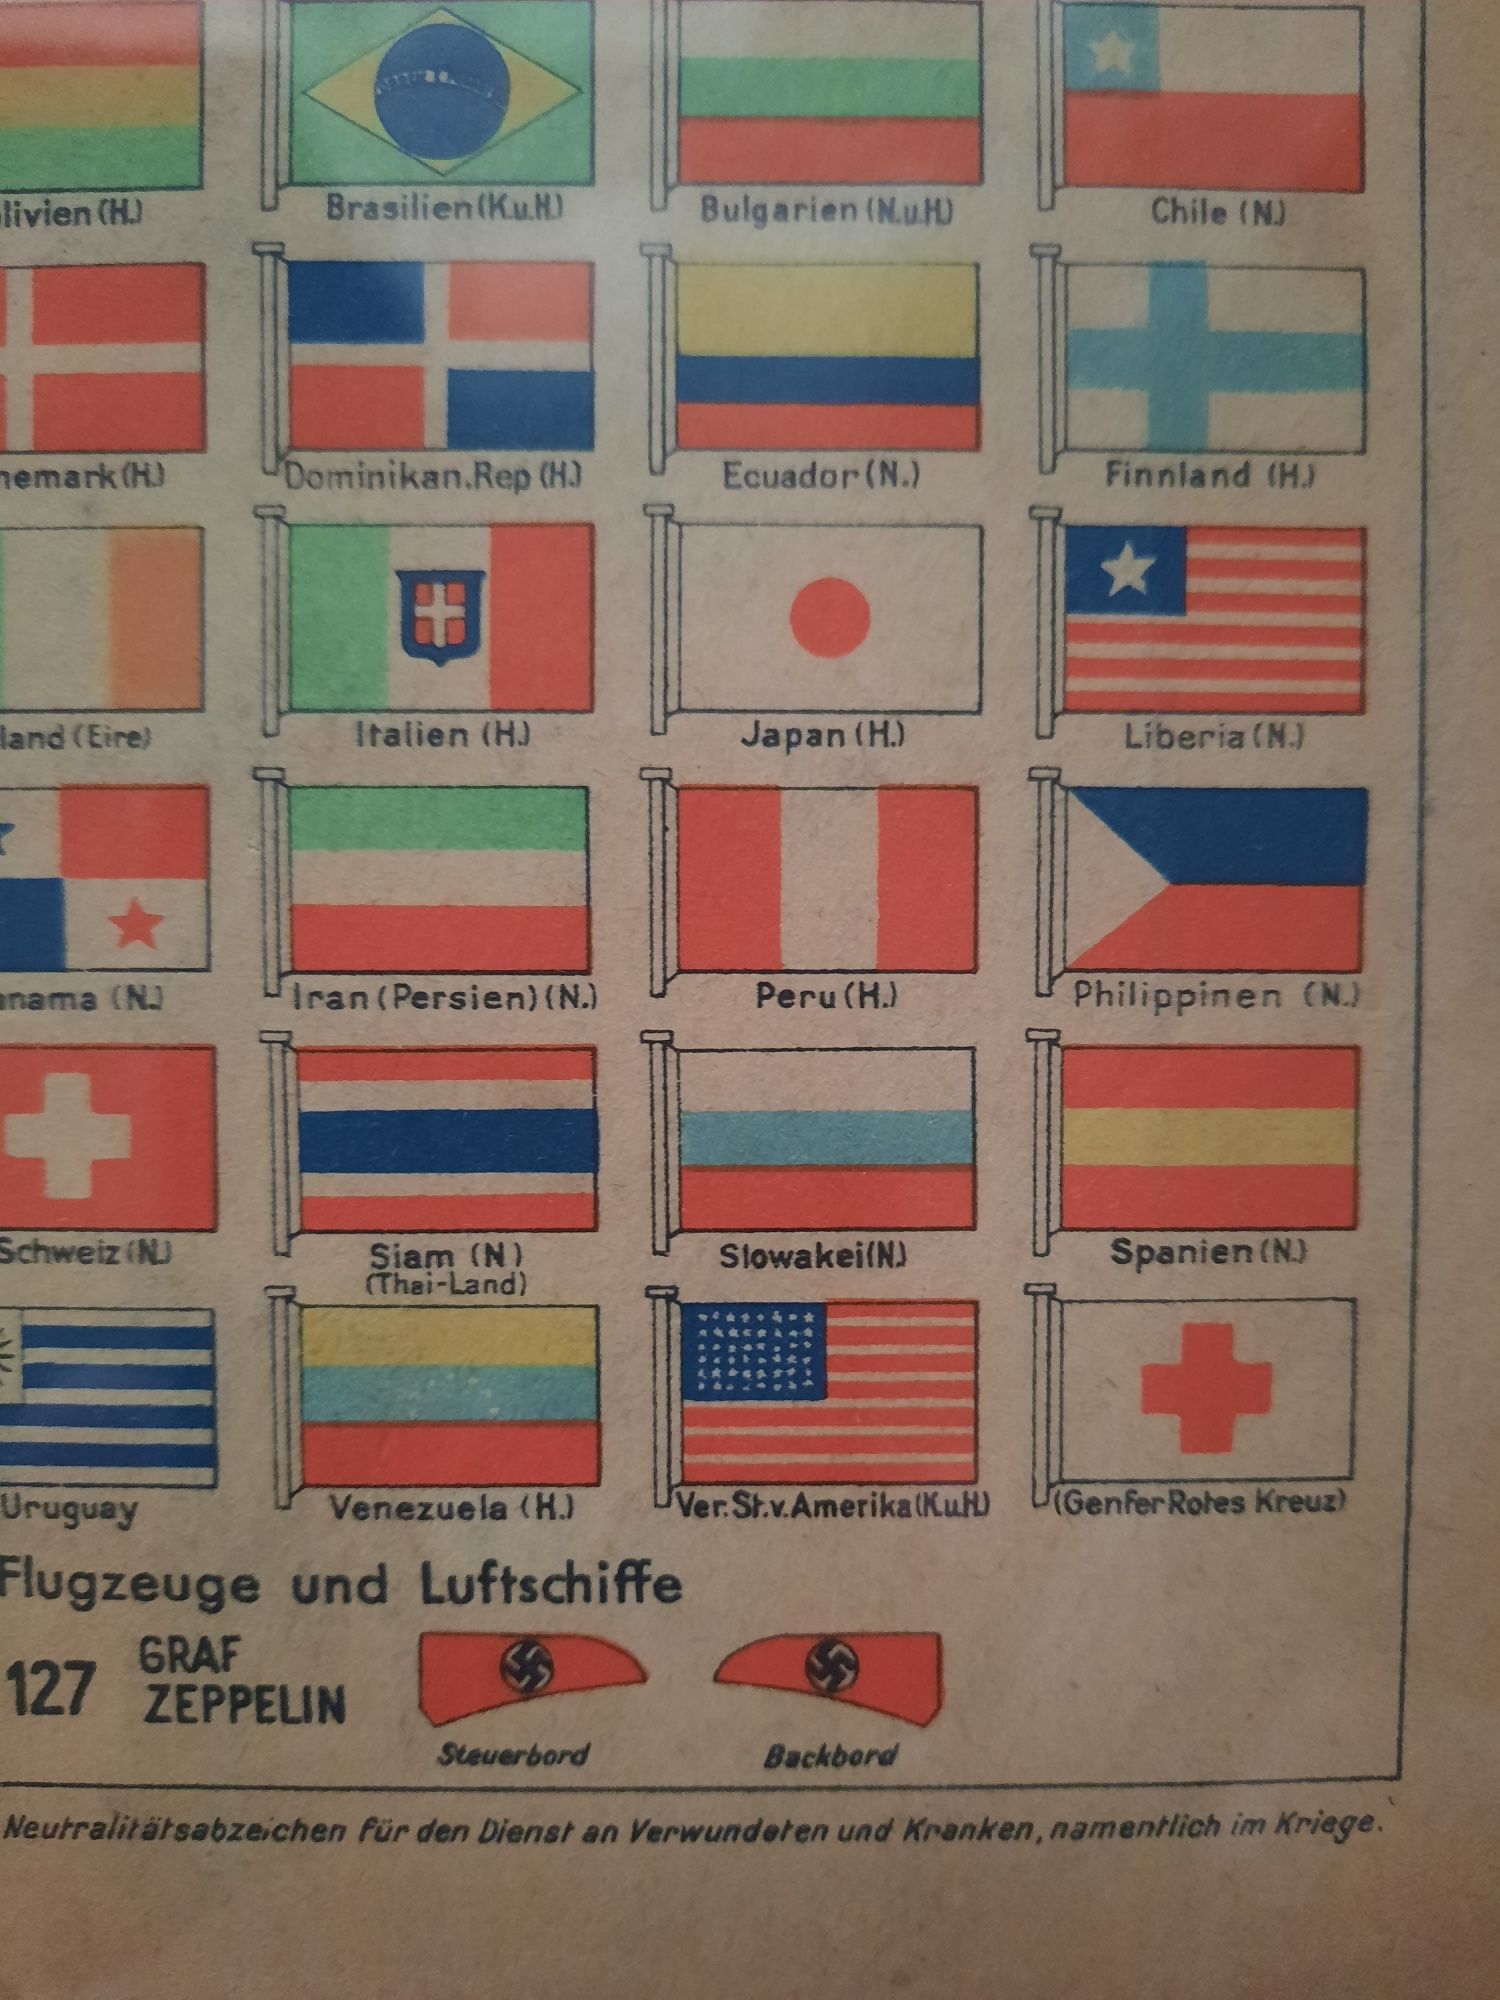 livien (H.)
Brasilien (K.u.H.)
Bulgarien (N.u.H)
Chile (N.)
nemark (H.)
Dominikan. Rep (H.)
Ecuador (N.)
Finnland (H.)
land (Eire)
Italien (H.)
Japan (H.)
Liberia (N.)
nama (N.)
Iran (Persien) (N.)
Peru (H.)
Philippinen (N.)
Schweiz (N.)
Siam (N)
(Thai-Land)
Slowakei (N.)
Spanien (N.)
Uruguay
Venezuela (H.)
Ver. St. v. Amerika (K.u.H.)
(Genfer Rotes Kreuz)
Flugzeuge und Luftschiffe
127
GRAF
ZEPPELIN
Steuerbord
Backbord
Neutralitätsabzeichen für den Dienst an Verwundeten und Kranken, namentlich im Kriege.